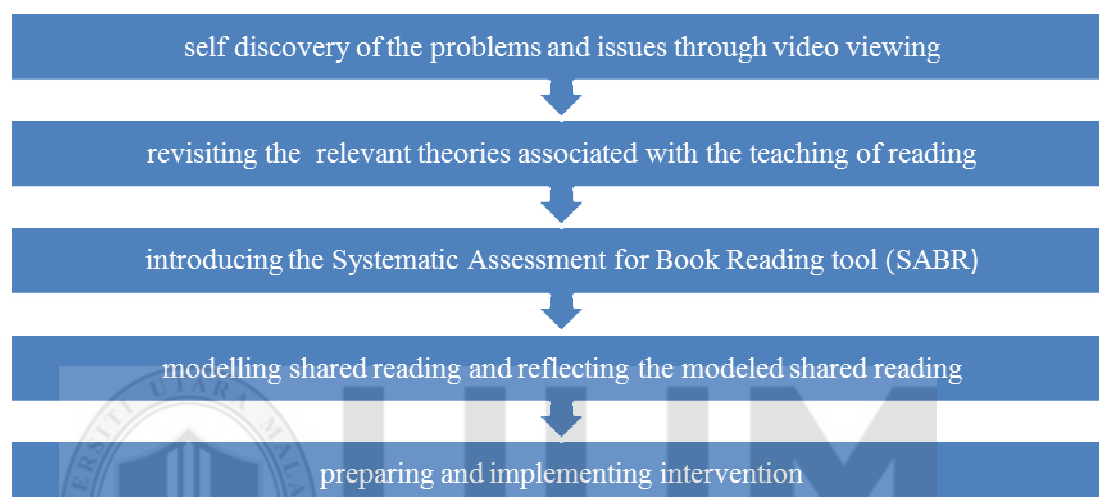 self discovery of the problems and issues through video viewing
revisiting the relevant theories associated with the teaching of reading
introducing the Systematic Assessment for Book Reading tool (SABR)
modelling shared reading and reflecting the modeled shared reading
UTARA
preparing and implementing intervention
UUM